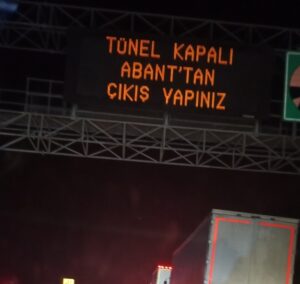 TÜNEL KAPALI
ABANT'TAN
ÇIKIŞ YAPINIZ